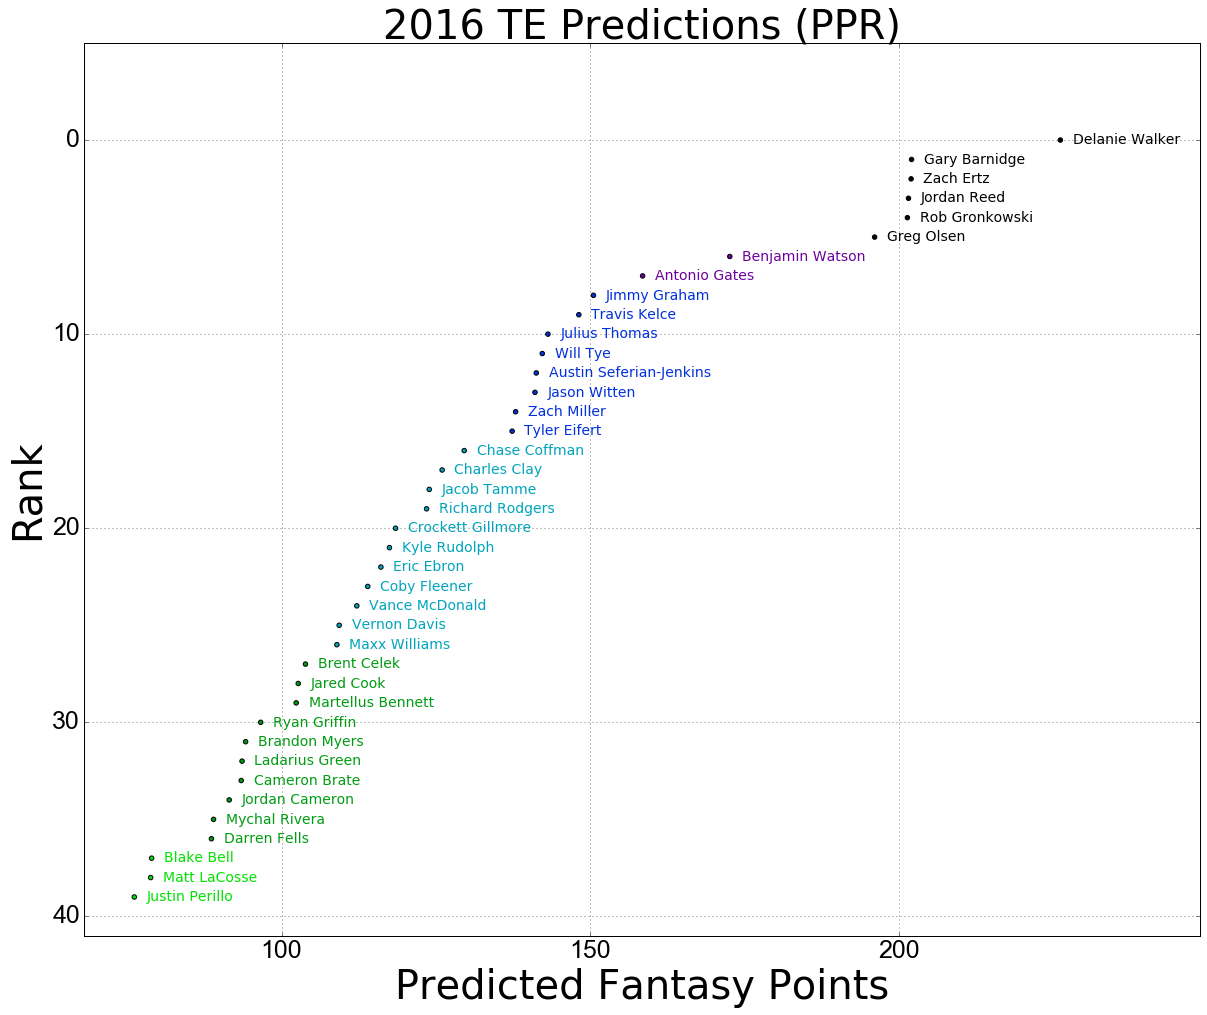 2016 TE Predictions (PPR)
0
Delanie Walker
Gary Barnidge
Zach Ertz
Jordan Reed
Rob Gronkowski
Greg Olsen
Benjamin Watson
Antonio Gates
Jimmy Graham
Travis Kelce
10
Julius Thomas
Will Tye
Austin Seferian-Jenkins
Jason Witten
Zach Miller
Tyler Eifert
Chase Coffman
Charles Clay
Jacob Tamme
Richard Rodgers
Rank
20
Crockett Gillmore
Kyle Rudolph
Eric Ebron
Coby Fleener
Vance McDonald
Vernon Davis
Maxx Williams
Brent Celek
Jared Cook
Martellus Bennett
30
Ryan Griffin
Brandon Myers
Ladarius Green
Cameron Brate
Jordan Cameron
Mychal Rivera
Darren Fells
Blake Bell
Matt LaCosse
Justin Perillo
40
100 150 200
Predicted Fantasy Points